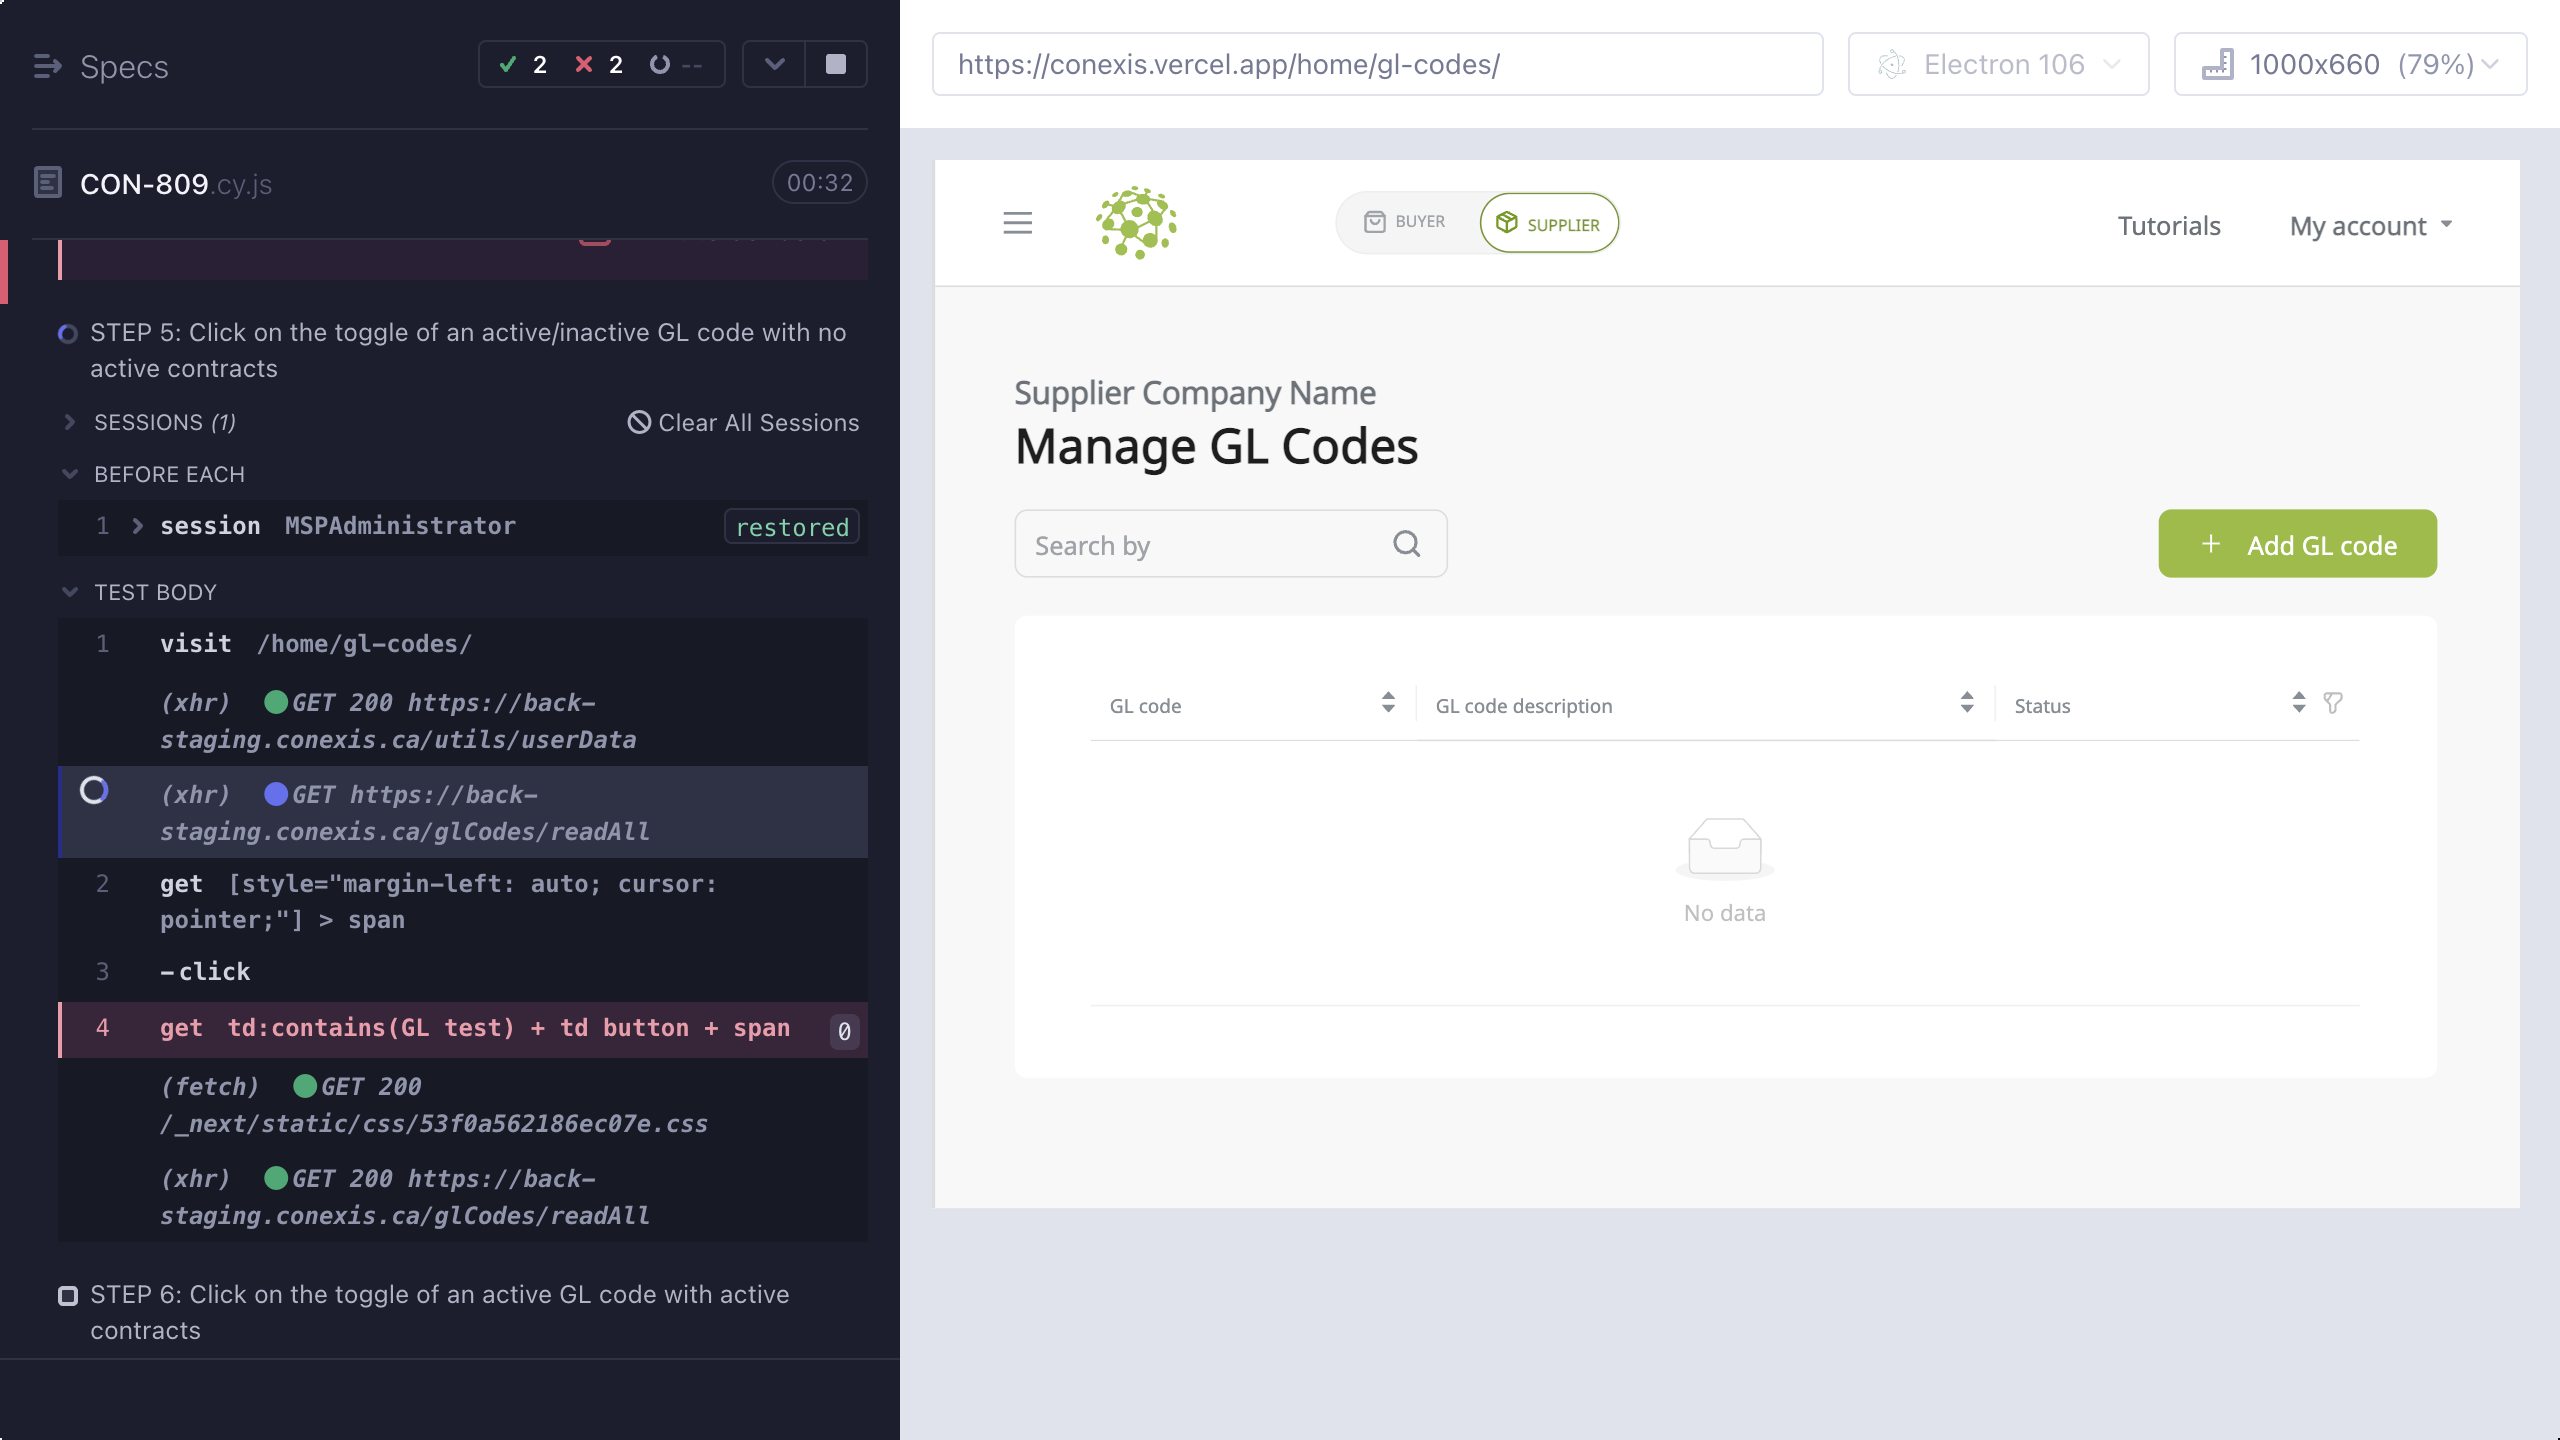 Specs
2
2
--
CON-809.cy.js
00:32
STEP 5: Click on the toggle of an active/inactive GL code with no
active contracts
SESSIONS (1)
Clear All Sessions
BEFORE EACH
1 session MSPAdministrator restored
TEST BODY
1 visit /home/gl-codes/
(xhr) GET 200 https://back-
staging.conexis.ca/utils/userData
(xhr) GET https://back-
staging.conexis.ca/glCodes/readAll
2 get [style="margin-left: auto; cursor:
pointer;"] > span
3 -click
4 get td:contains(GL test) + td button + span 0
(fetch) GET 200
/_next/static/css/53f0a562186ec07e.css
(xhr) GET 200 https://back-
staging.conexis.ca/glCodes/readAll
STEP 6: Click on the toggle of an active GL code with active
contracts
https://conexis.vercel.app/home/gl-codes/
Electron 106
1000x660 (79%)
BUYER
SUPPLIER
Tutorials
My account
Supplier Company Name
Manage GL Codes
Search by
+ Add GL code
GL code
GL code description
Status
No data